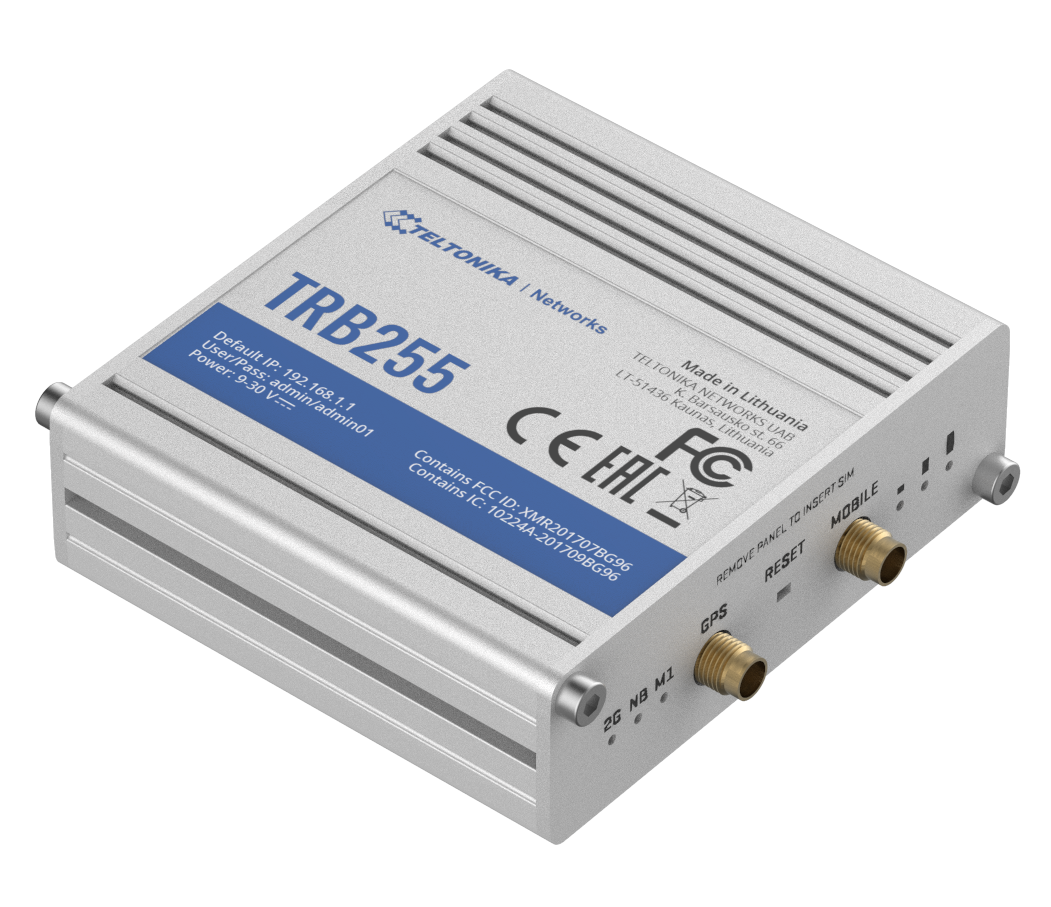 TELTONIKA | Networks
TRB255
Default IP: 192.168.1.1
User/Pass: admin/admin01
Power: 9-30 V
Made in Lithuania
TELTONIKA NETWORKS UAB
K. Barsausko st. 66
LT-51436 Kaunas, Lithuania
CE EAC FC
Contains FCC ID: XMR201707BG96
Contains IC: 10224A-201709BG96
REMOVE PANEL TO INSERT SIM
MOBILE
RESET
GPS
2G NB M1